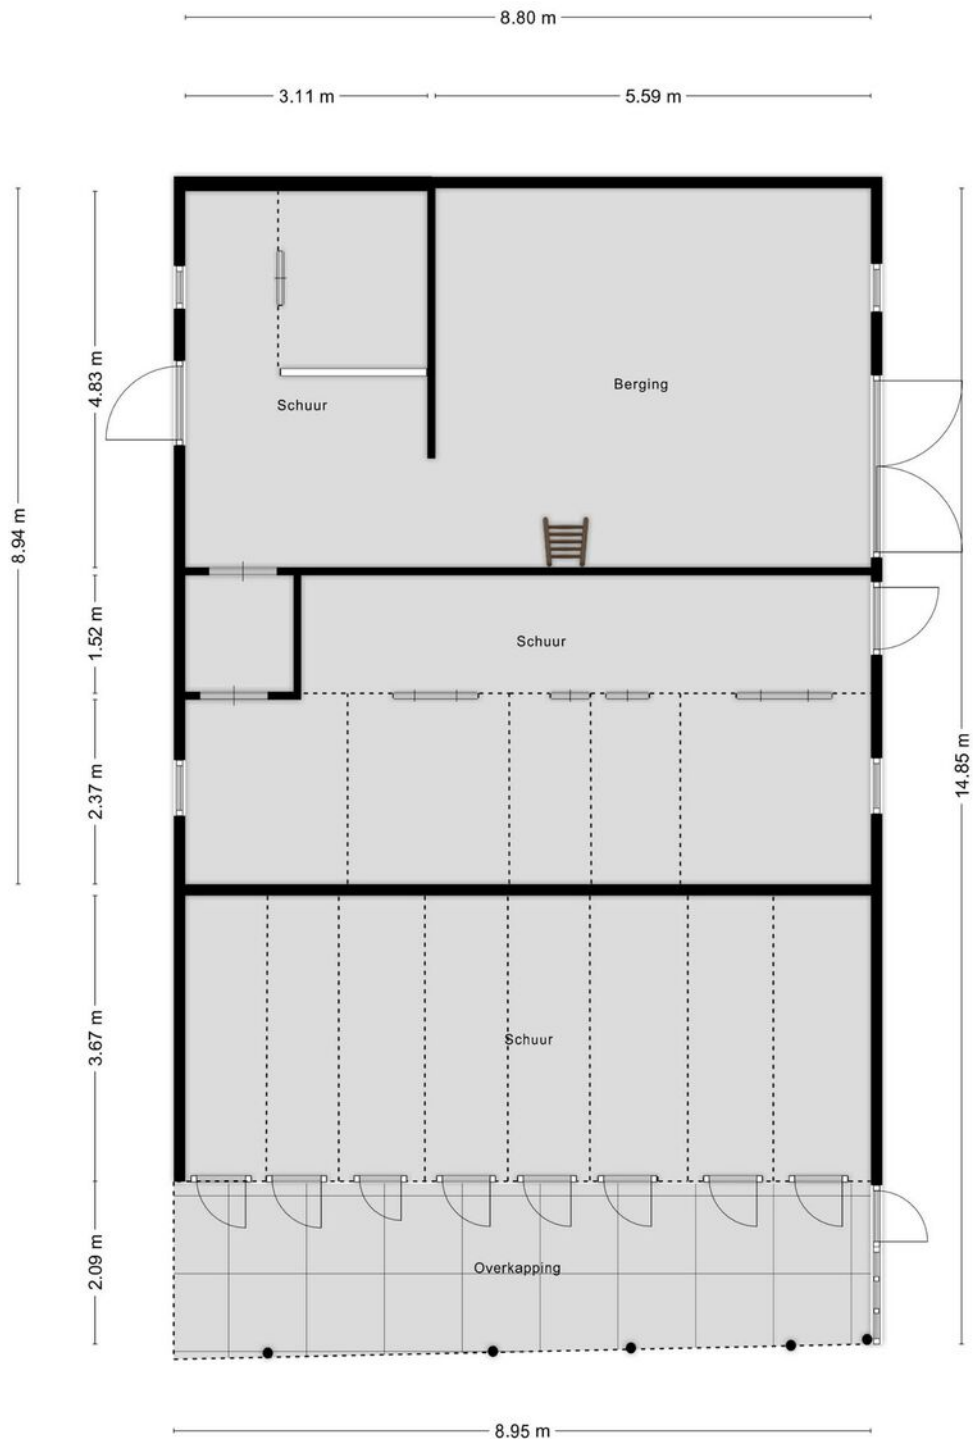 8.80 m
3.11 m
5.59 m
4.83 m
Berging
Schuur
8.94 m
1.52 m
Schuur
14.85 m
2.37 m
3.67 m
Schuur
2.09 m
Overkapping
8.95 m